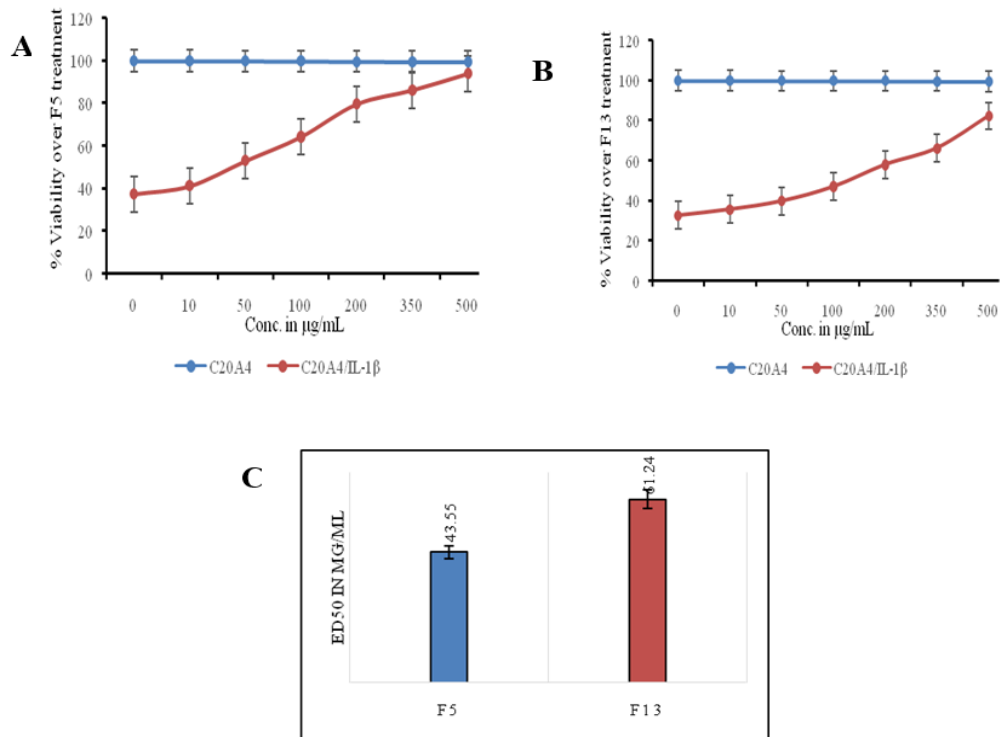 A
% Viability over F5 treatment
120
100
80
60
40
20
0
0 10 50 100 200 350 500
Conc. in µg/mL
C20A4 C20A4/IL-1β
B
% Viability over F13 treatment
120
100
80
60
40
20
0
0 10 50 100 200 350 500
Conc. in µg/mL
C20A4 C20A4/IL-1β
C
ED50 IN MG/ML
43.55
61.24
F5 F13